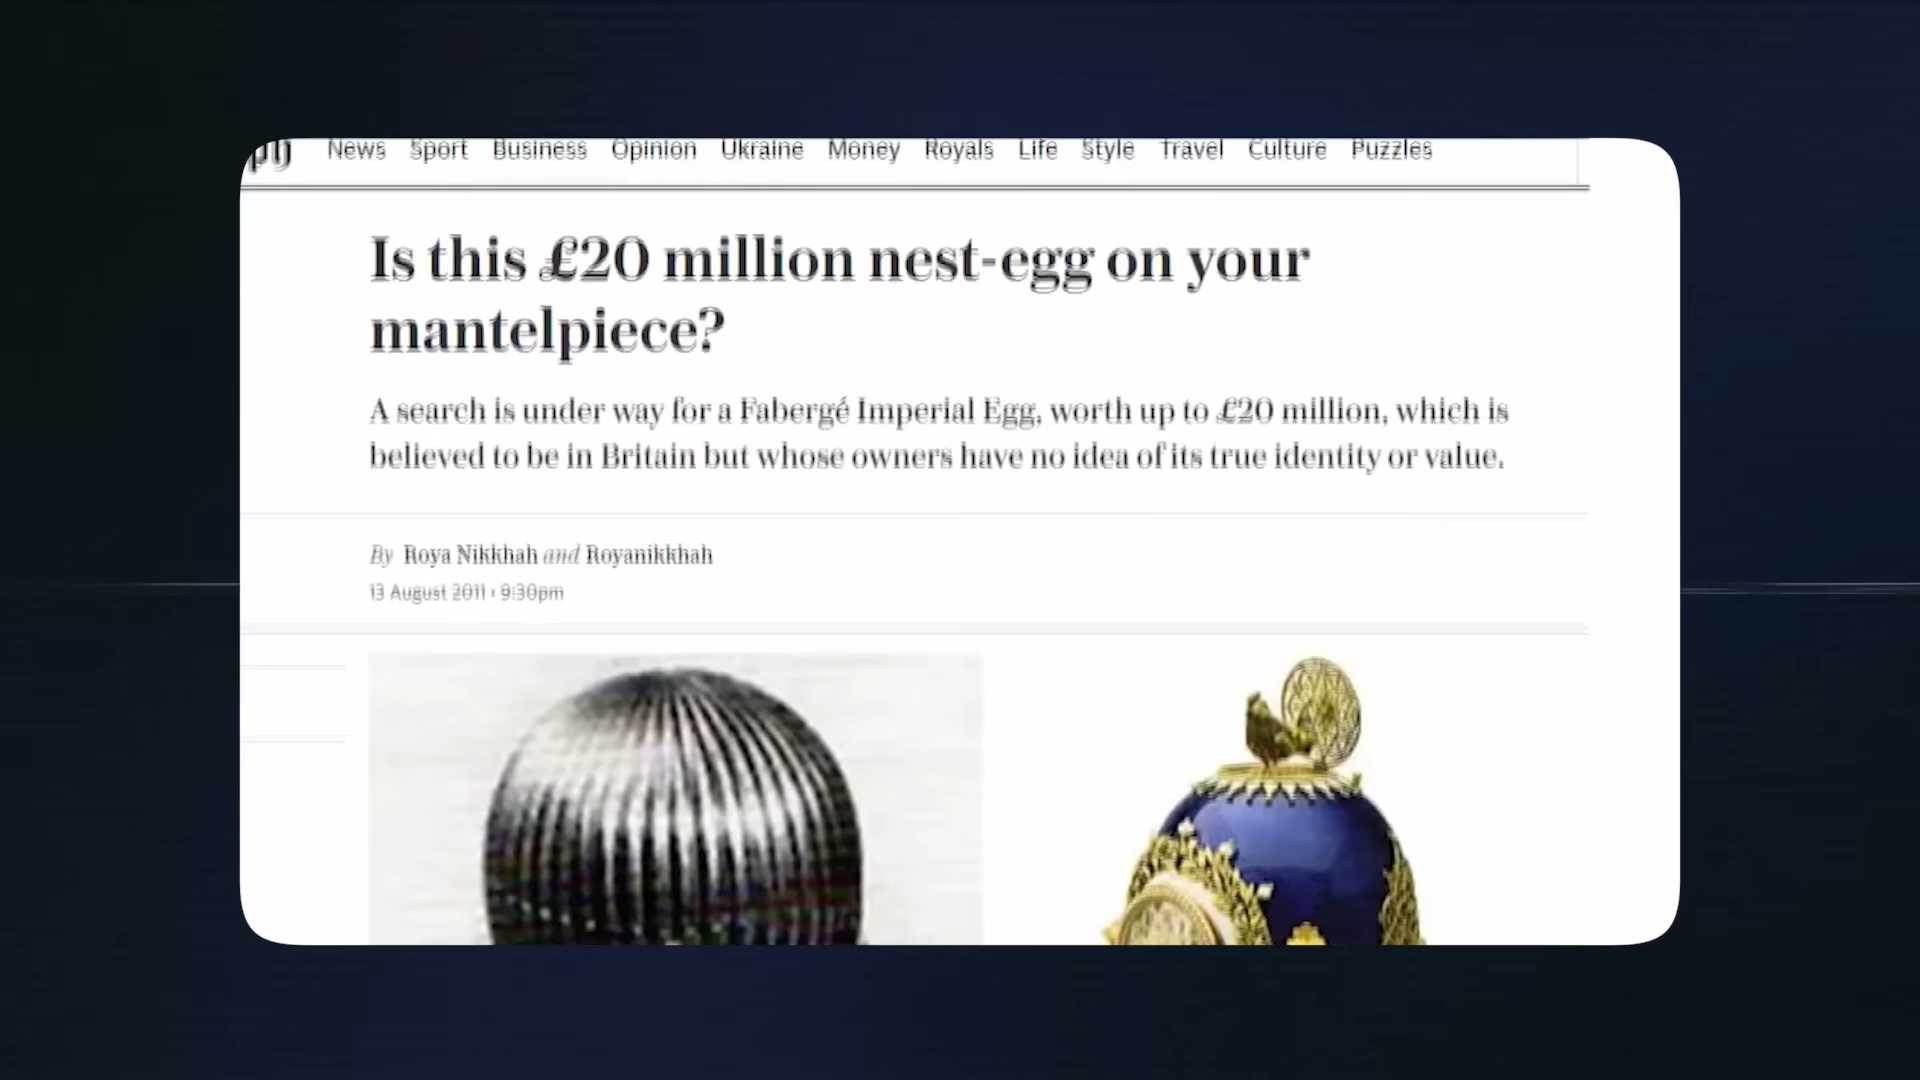 News Sport Business Opinion Ukraine Money Royals Life Style Travel Culture Puzzles
Is this £20 million nest-egg on your
mantelpiece?
A search is under way for a Fabergé Imperial Egg, worth up to £20 million, which is
believed to be in Britain but whose owners have no idea of its true identity or value.
By Roya Nikkhah and Royanikkhah
13 August 2011 • 9:30pm